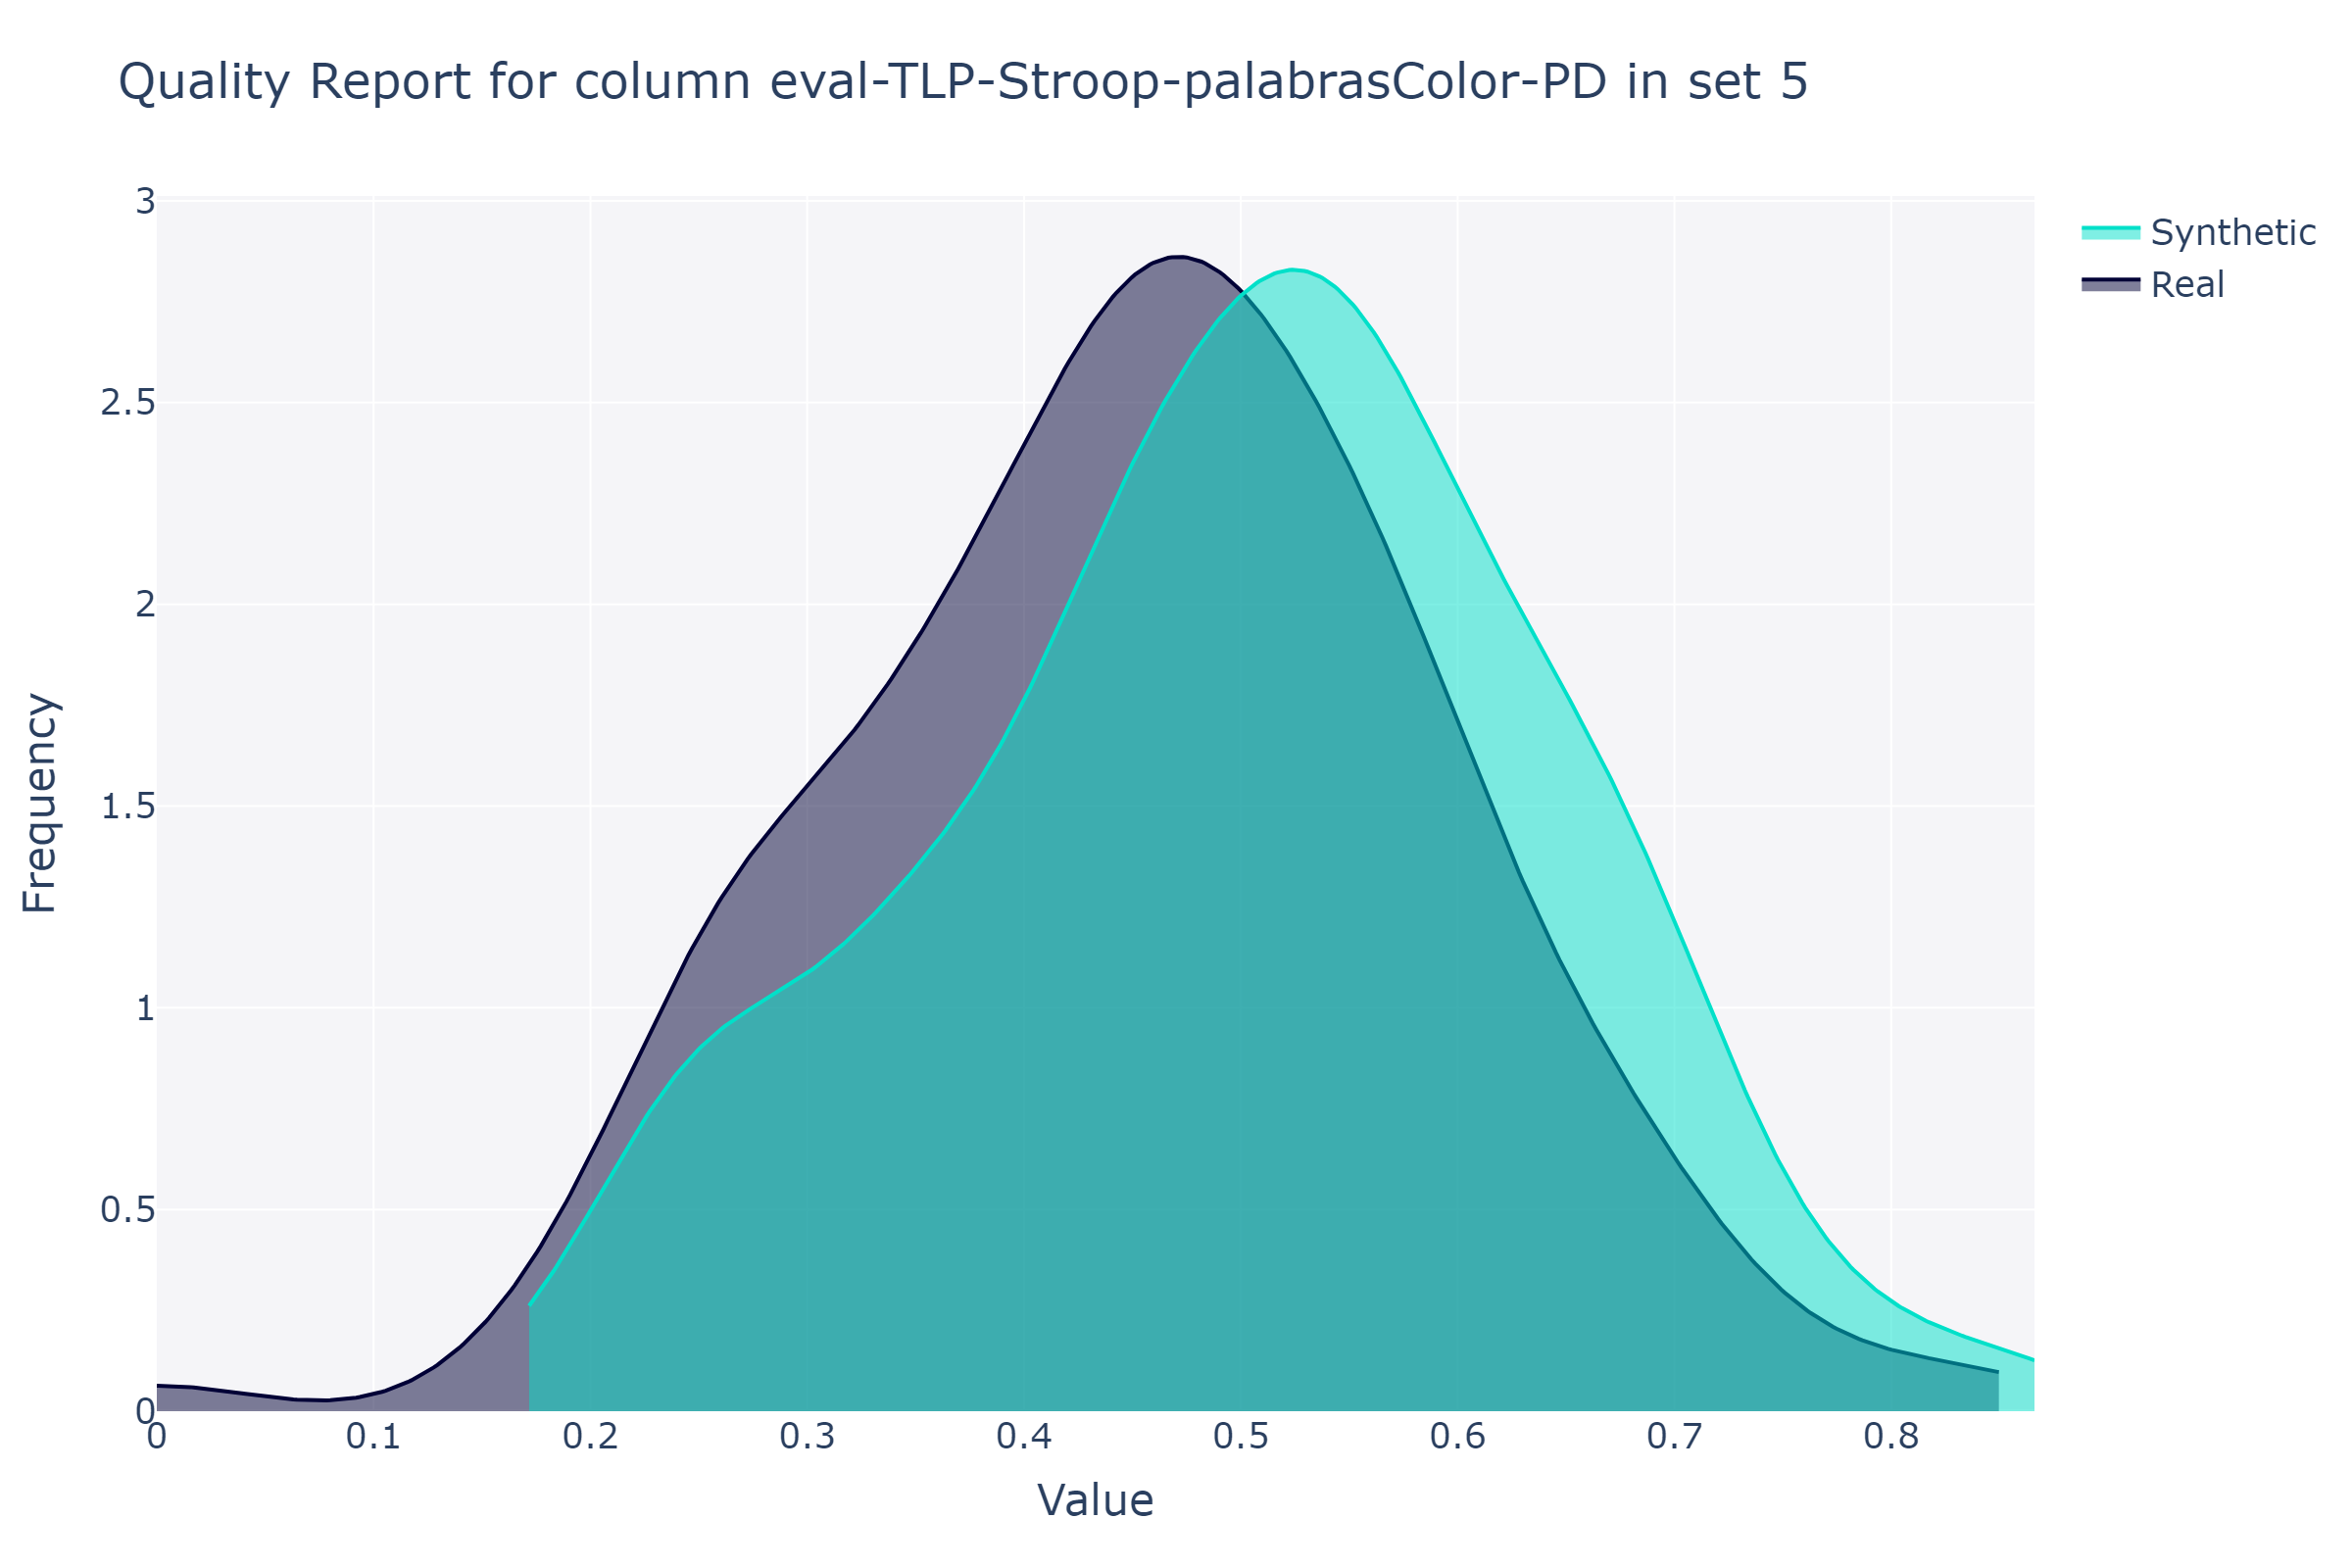 Quality Report for column eval-TLP-Stroop-palabrasColor-PD in set 5
Synthetic
Real
3
2.5
2
1.5
1
0.5
0
Frequency
0 0.1 0.2 0.3 0.4 0.5 0.6 0.7 0.8
Value